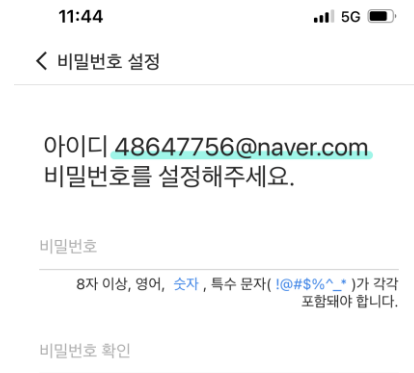 11:44 5G
비밀번호 설정
아이디 48647756@naver.com
비밀번호를 설정해주세요.
비밀번호
8자 이상, 영어, 숫자 , 특수 문자( !@#$%^_* )가 각각
포함돼야 합니다.
비밀번호 확인